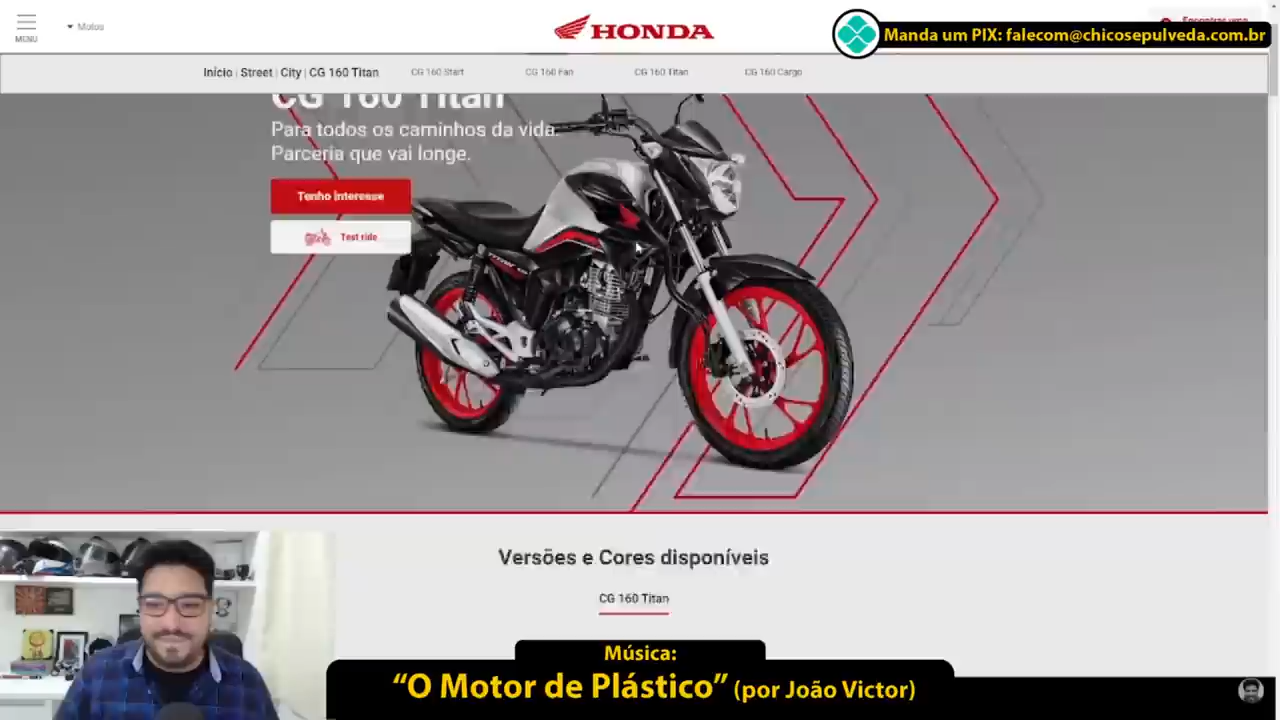 MENU
Motos
HONDA
Manda um PIX: falecom@chicosepulveda.com.br
Início | Street | City | CG 160 Titan
CG 160 Start
CG 160 Fan
CG 160 Titan
CG 160 Cargo
CG 160 Titan
Para todos os caminhos da vida.
Parceria que vai longe.
Tenho interesse
Test ride
Versões e Cores disponíveis
CG 160 Titan
Música:
“O Motor de Plástico” (por João Victor)